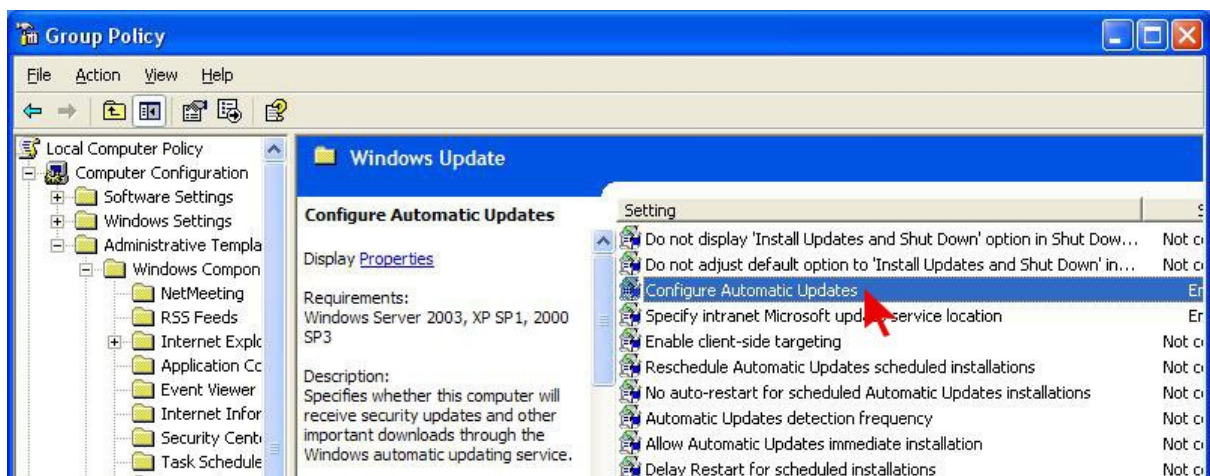 Group Policy
File Action View Help
Local Computer Policy
Computer Configuration
Software Settings
Windows Settings
Administrative Templa
Windows Compon
NetMeeting
RSS Feeds
Internet Explc
Application Cc
Event Viewer
Internet Infor
Security Cente
Task Schedule
Windows Update
Configure Automatic Updates
Display Properties
Requirements:
Windows Server 2003, XP SP1, 2000
SP3
Description:
Specifies whether this computer will
receive security updates and other
important downloads through the
Windows automatic updating service.
Setting S
Do not display 'Install Updates and Shut Down' option in Shut Dow... Not c
Do not adjust default option to 'Install Updates and Shut Down' in... Not c
Configure Automatic Updates En
Specify intranet Microsoft update service location En
Enable client-side targeting Not c
Reschedule Automatic Updates scheduled installations Not c
No auto-restart for scheduled Automatic Updates installations Not c
Automatic Updates detection frequency Not c
Allow Automatic Updates immediate installation Not c
Delay Restart for scheduled installations Not c